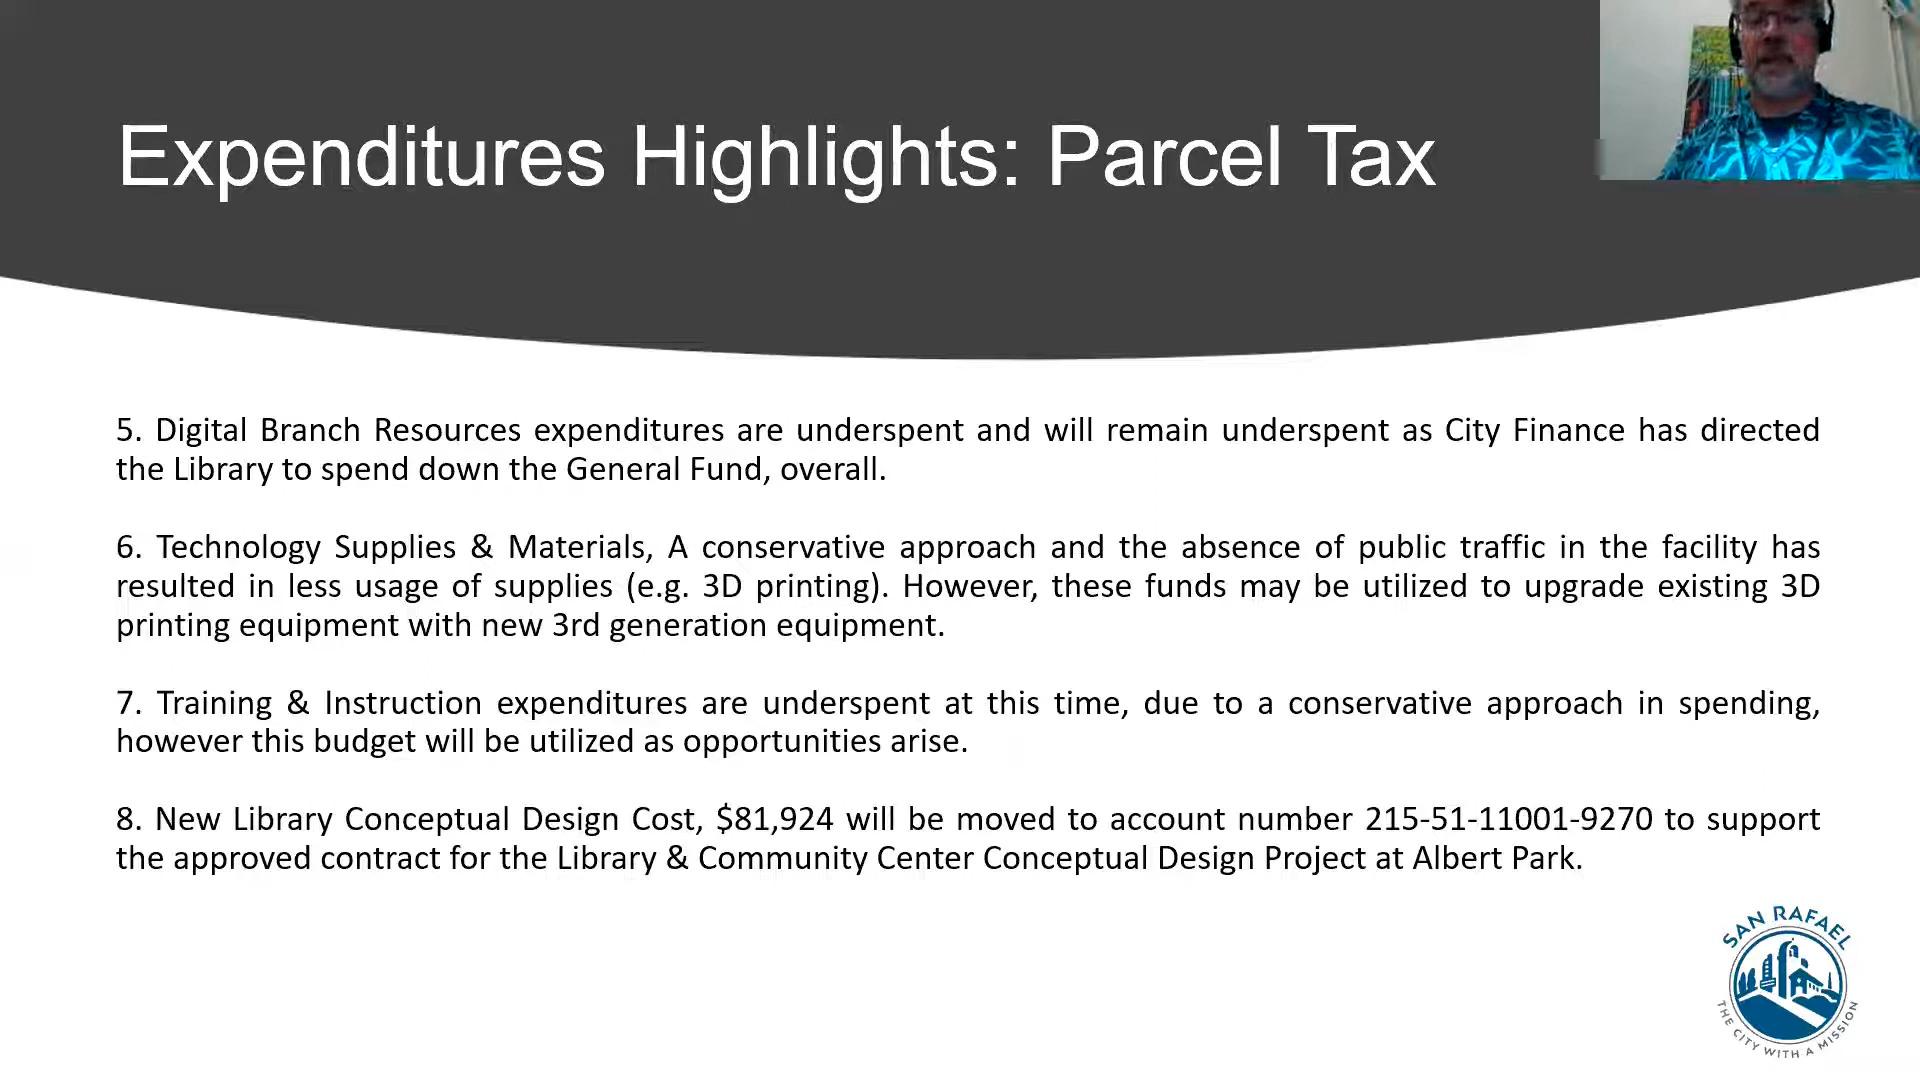 Expenditures Highlights: Parcel Tax
5. Digital Branch Resources expenditures are underspent and will remain underspent as City Finance has directed
the Library to spend down the General Fund, overall.
6. Technology Supplies & Materials, A conservative approach and the absence of public traffic in the facility has
resulted in less usage of supplies (e.g. 3D printing). However, these funds may be utilized to upgrade existing 3D
printing equipment with new 3rd generation equipment.
7. Training & Instruction expenditures are underspent at this time, due to a conservative approach in spending,
however this budget will be utilized as opportunities arise.
8. New Library Conceptual Design Cost, $81,924 will be moved to account number 215-51-11001-9270 to support
the approved contract for the Library & Community Center Conceptual Design Project at Albert Park.
SAN RAFAEL
THE CITY WITH A MISSION